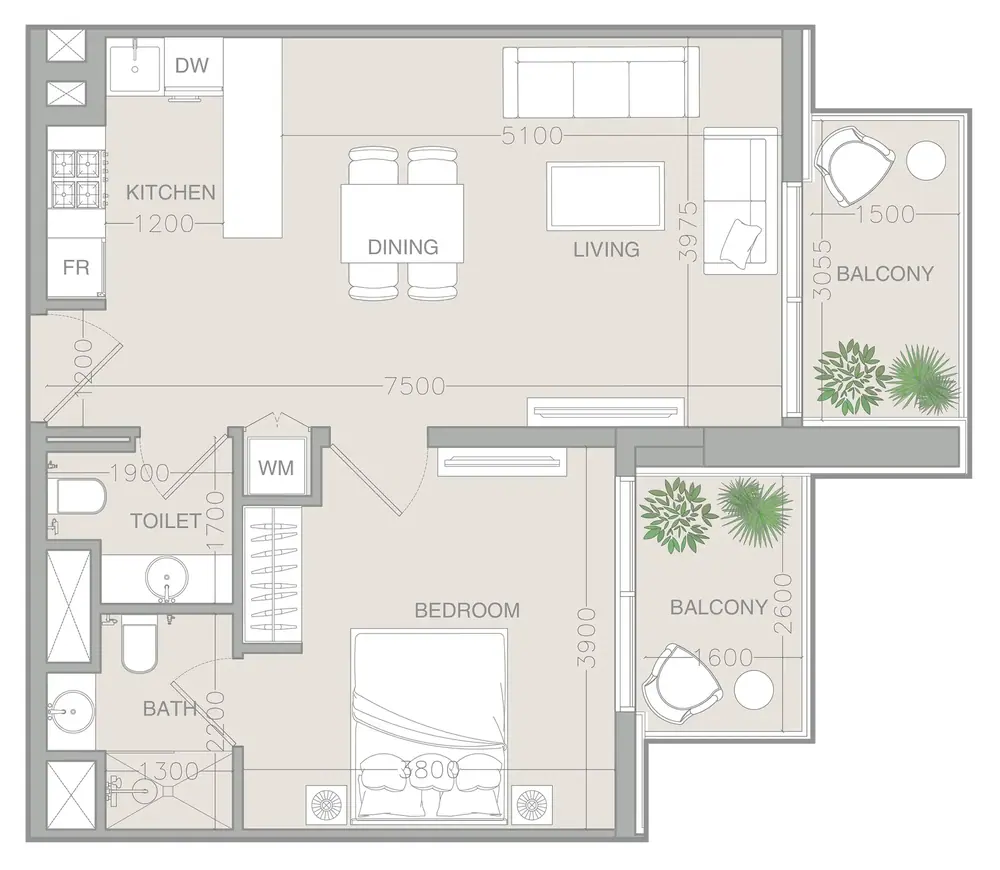 DW
5100
KITCHEN
1200
1500
DINING
LIVING
3975
3055
BALCONY
FR
1200
7500
WM
1900
TOILET
1700
BEDROOM
BALCONY
2600
3900
1600
BATH
2200
1300
3800